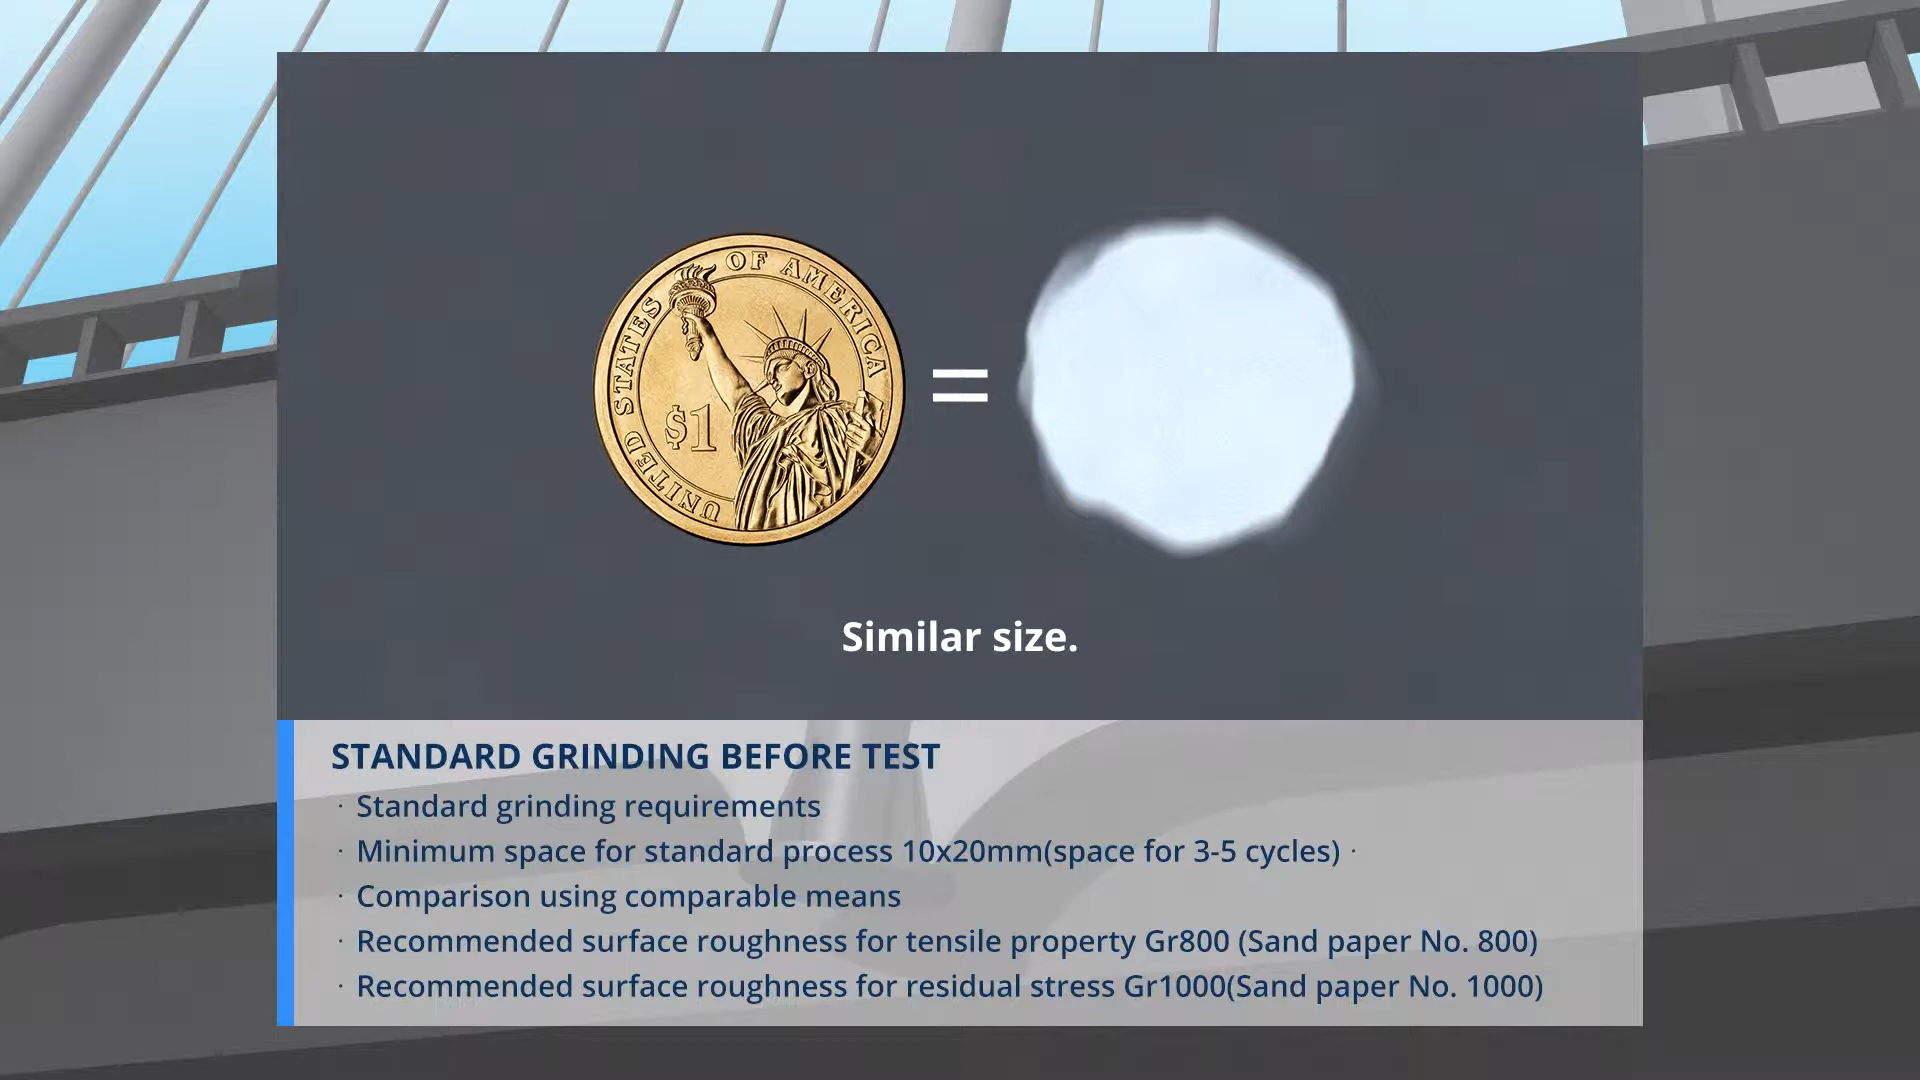 UNITED STATES OF AMERICA
$1
=
Similar size.
STANDARD GRINDING BEFORE TEST
· Standard grinding requirements
· Minimum space for standard process 10x20mm(space for 3-5 cycles) ·
· Comparison using comparable means
· Recommended surface roughness for tensile property Gr800 (Sand paper No. 800)
· Recommended surface roughness for residual stress Gr1000(Sand paper No. 1000)